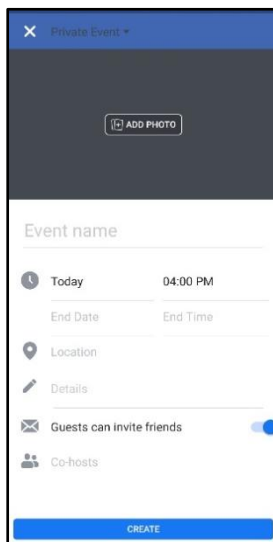 Private Event
ADD PHOTO
Event name
Today 04:00 PM
End Date End Time
Location
Details
Guests can invite friends
Co-hosts
CREATE